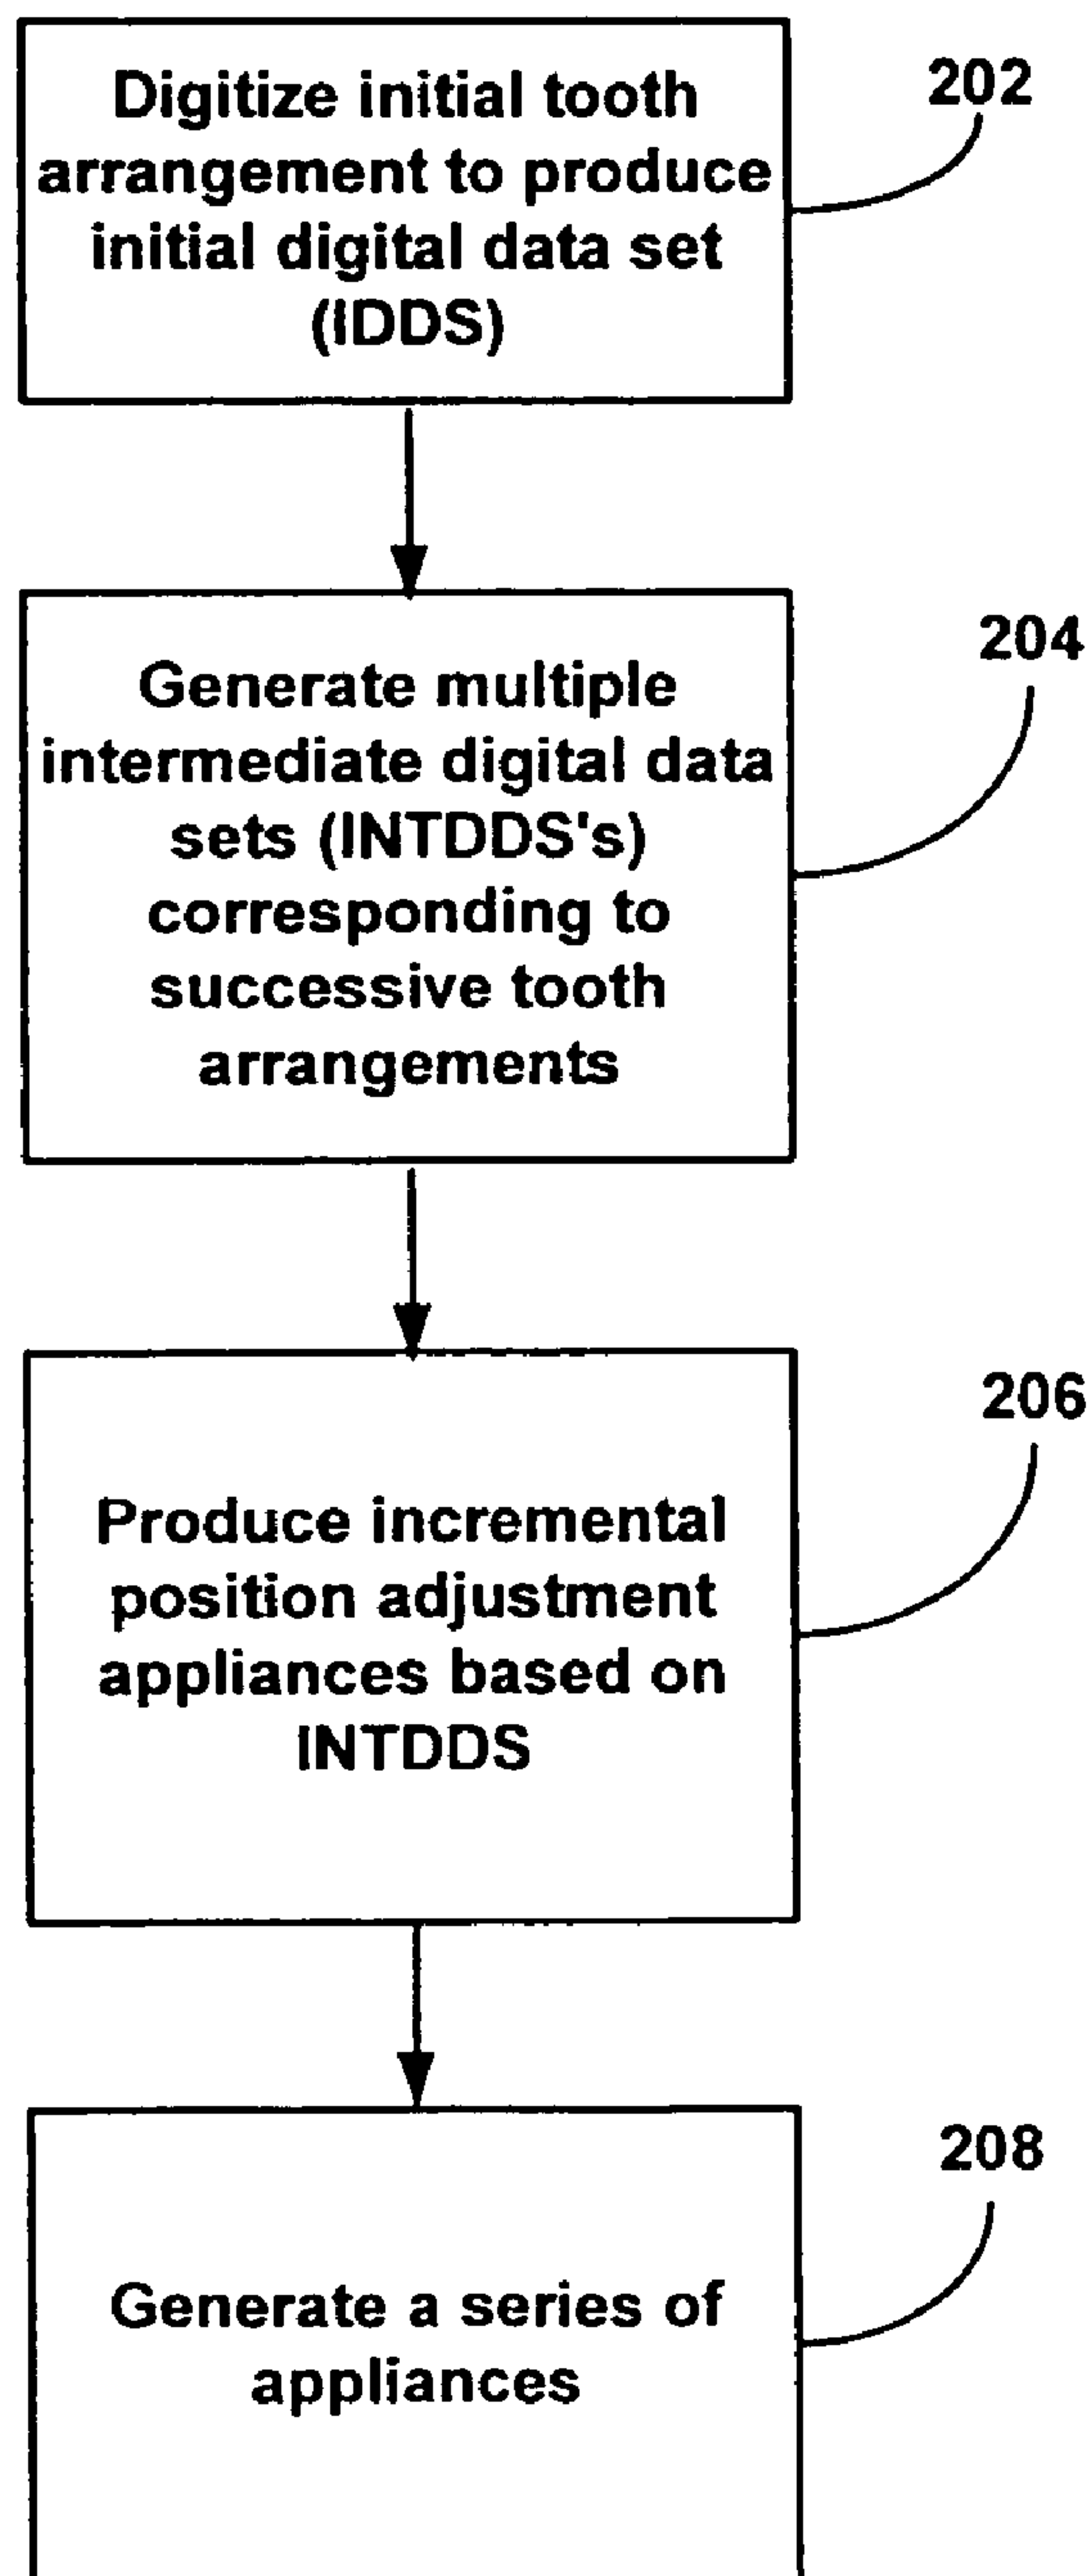 Digitize initial tooth
arrangement to produce
initial digital data set
(IDDS)
202
Generate multiple
intermediate digital data
sets (INTDDS's)
corresponding to
successive tooth
arrangements
204
Produce incremental
position adjustment
appliances based on
INTDDS
206
Generate a series of
appliances
208